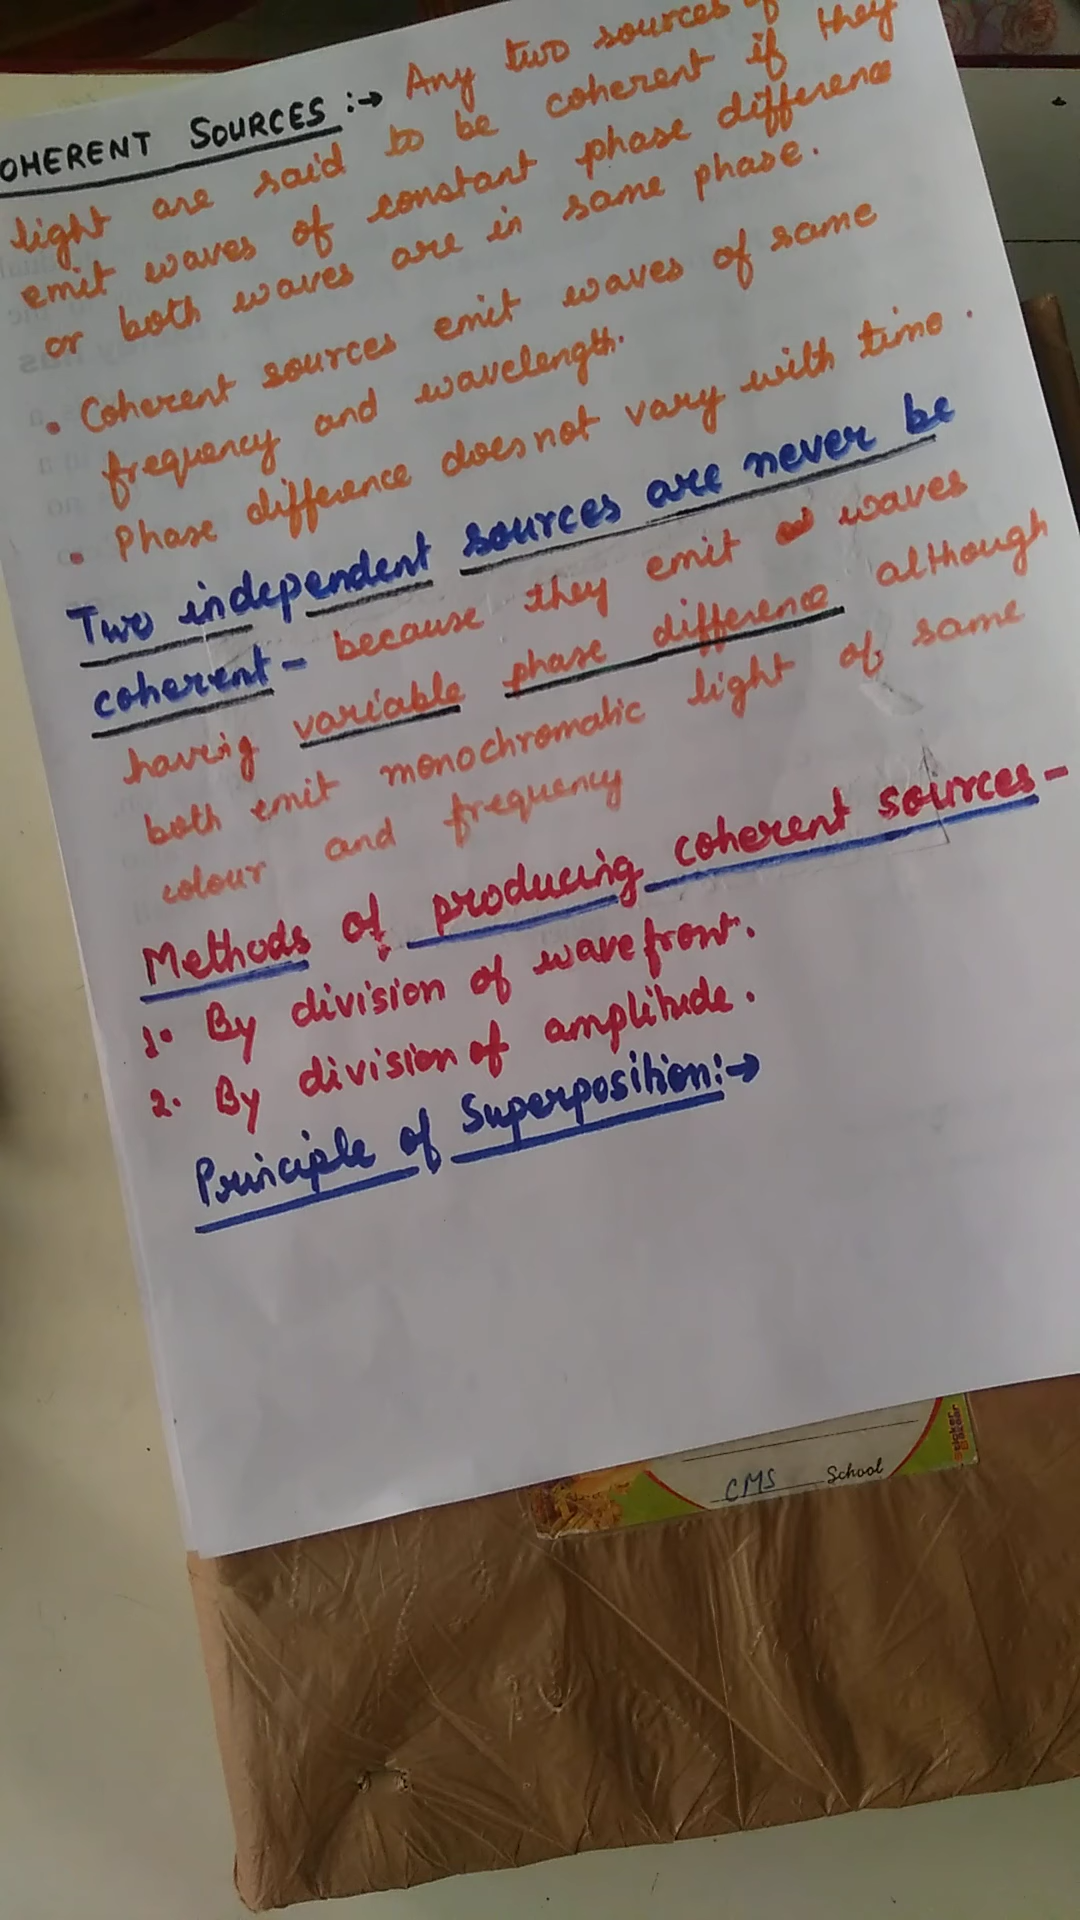 OHERENT SOURCES :→ Any two sources of
light are said to be coherent if they
emit waves of constant phase difference
or both waves are in same phase.
• Coherent sources emit waves of same
frequency and wavelength.
• Phase difference does not vary with time.
Two independent sources are never be
coherent - because they emit waves
having variable phase difference although
both emit monochromatic light of same
colour and frequency
Methods of producing coherent sources -
1. By division of wavefront.
2. By division of amplitude.
Principle of Superposition:→
CMS School